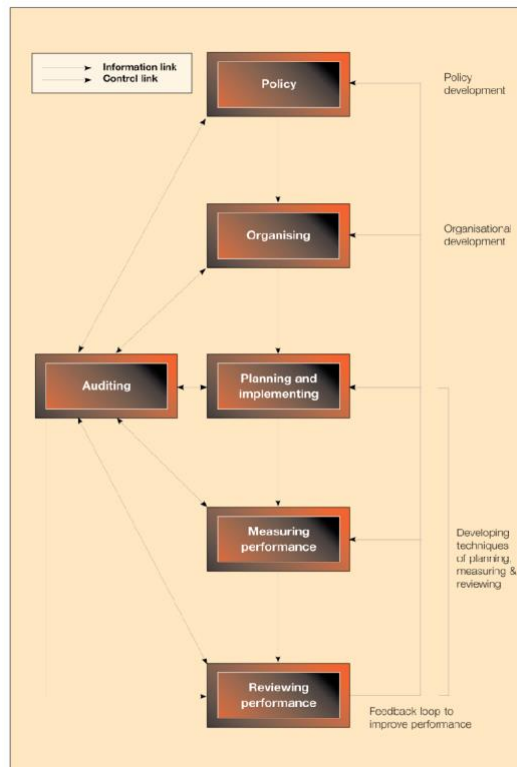 Information link
Control link
Policy
Policy
development
Organising
Organisational
development
Auditing
Planning and
implementing
Measuring
performance
Developing
techniques
of planning,
measuring &
reviewing
Reviewing
performance
Feedback loop to
improve performance